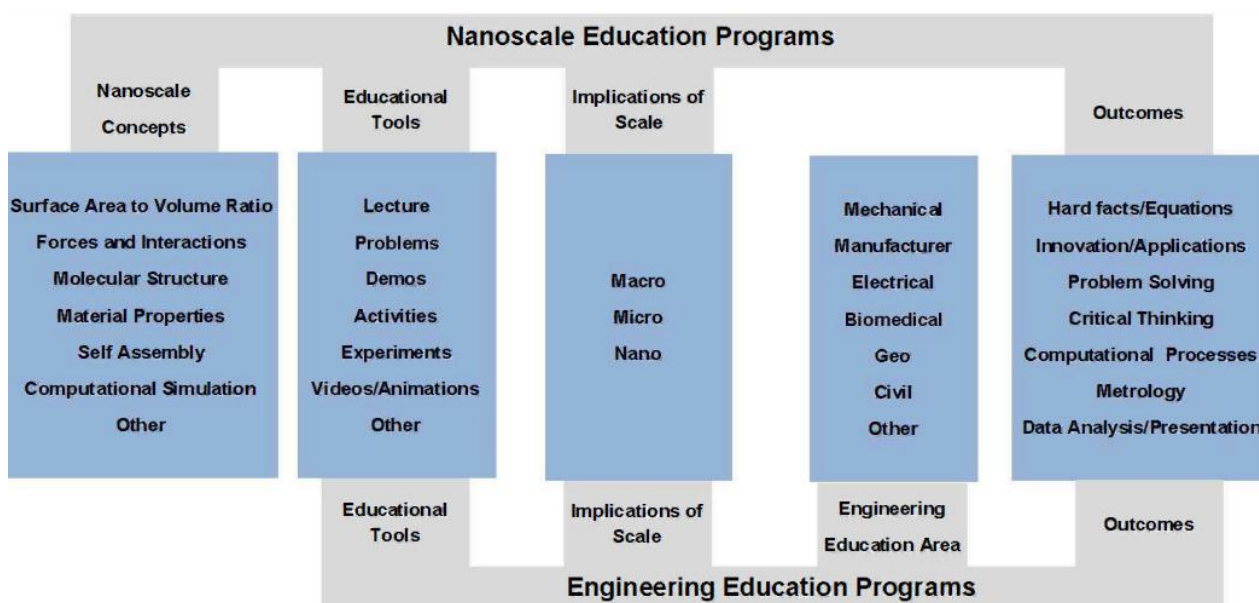 Nanoscale Education Programs
Nanoscale
Concepts
Educational
Tools
Implications of
Scale
Outcomes
Surface Area to Volume Ratio
Forces and Interactions
Molecular Structure
Material Properties
Self Assembly
Computational Simulation
Other
Lecture
Problems
Demos
Activities
Experiments
Videos/Animations
Other
Macro
Micro
Nano
Mechanical
Manufacturer
Electrical
Biomedical
Geo
Civil
Other
Hard facts/Equations
Innovation/Applications
Problem Solving
Critical Thinking
Computational Processes
Metrology
Data Analysis/Presentation
Educational
Tools
Implications of
Scale
Engineering
Education Area
Outcomes
Engineering Education Programs